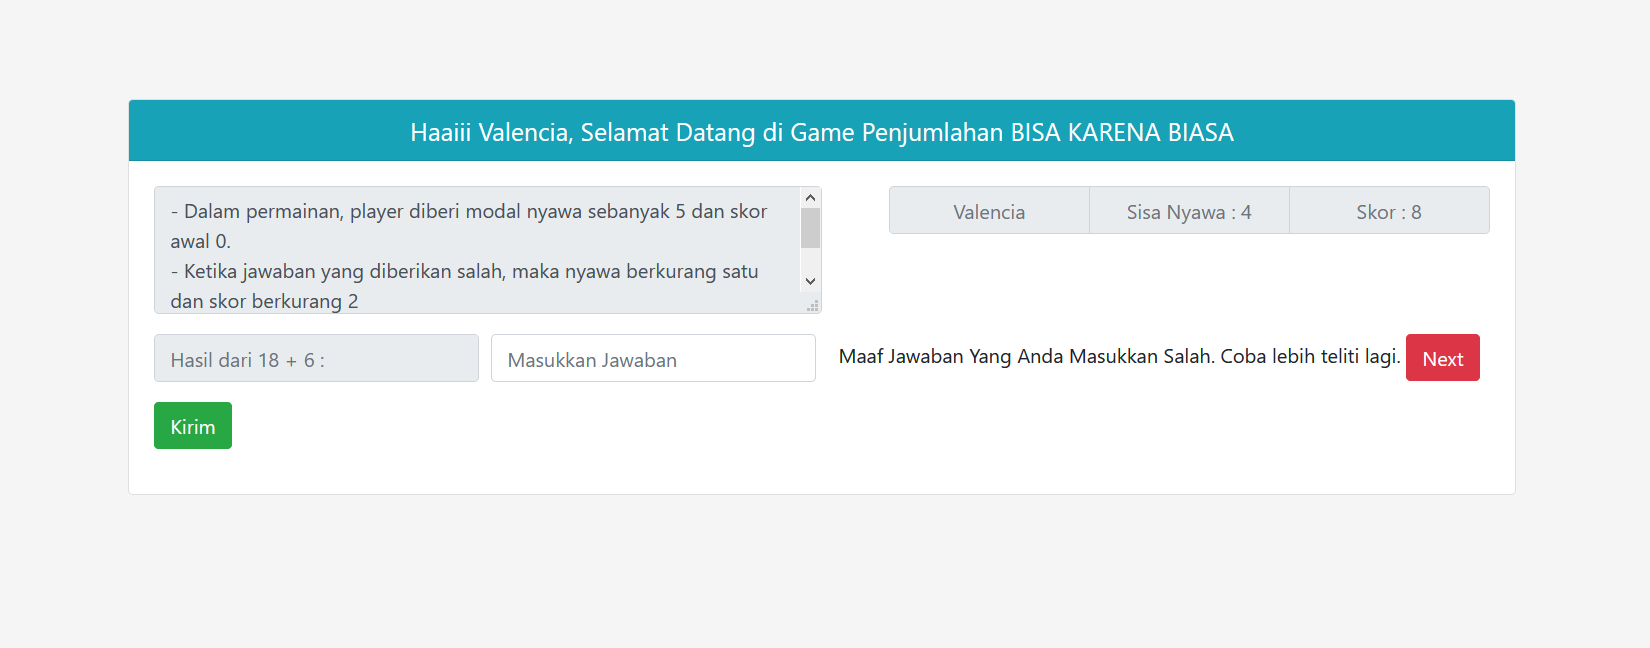 Haaiii Valencia, Selamat Datang di Game Penjumlahan BISA KARENA BIASA
- Dalam permainan, player diberi modal nyawa sebanyak 5 dan skor
awal 0.
- Ketika jawaban yang diberikan salah, maka nyawa berkurang satu
dan skor berkurang 2
Valencia
Sisa Nyawa : 4
Skor : 8
Hasil dari 18 + 6 :
Masukkan Jawaban
Maaf Jawaban Yang Anda Masukkan Salah. Coba lebih teliti lagi.
Next
Kirim